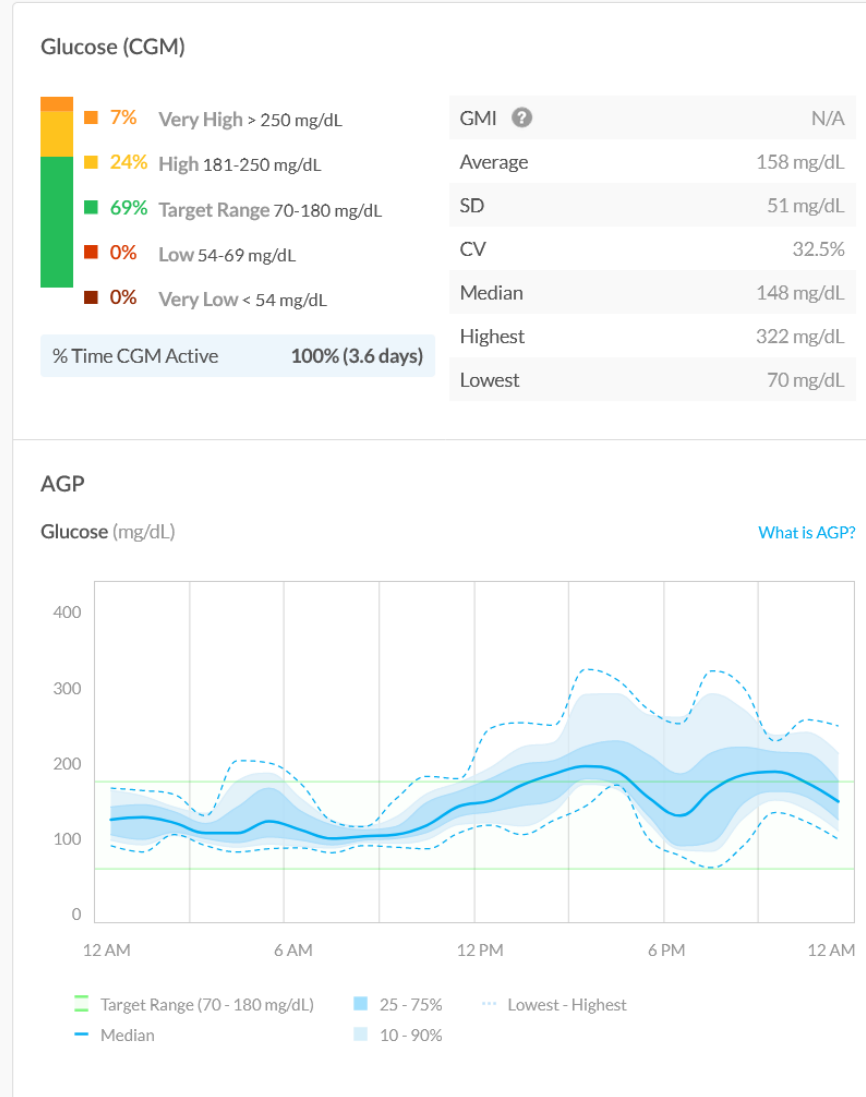 Glucose (CGM)
7% Very High > 250 mg/dL
24% High 181-250 mg/dL
69% Target Range 70-180 mg/dL
0% Low 54-69 mg/dL
0% Very Low < 54 mg/dL
% Time CGM Active 100% (3.6 days)
GMI ? N/A
Average 158 mg/dL
SD 51 mg/dL
CV 32.5%
Median 148 mg/dL
Highest 322 mg/dL
Lowest 70 mg/dL
AGP
Glucose (mg/dL) What is AGP?
400
300
200
100
0
12 AM 6 AM 12 PM 6 PM 12 AM
Target Range (70 - 180 mg/dL) 25 - 75% Lowest - Highest
Median 10 - 90%